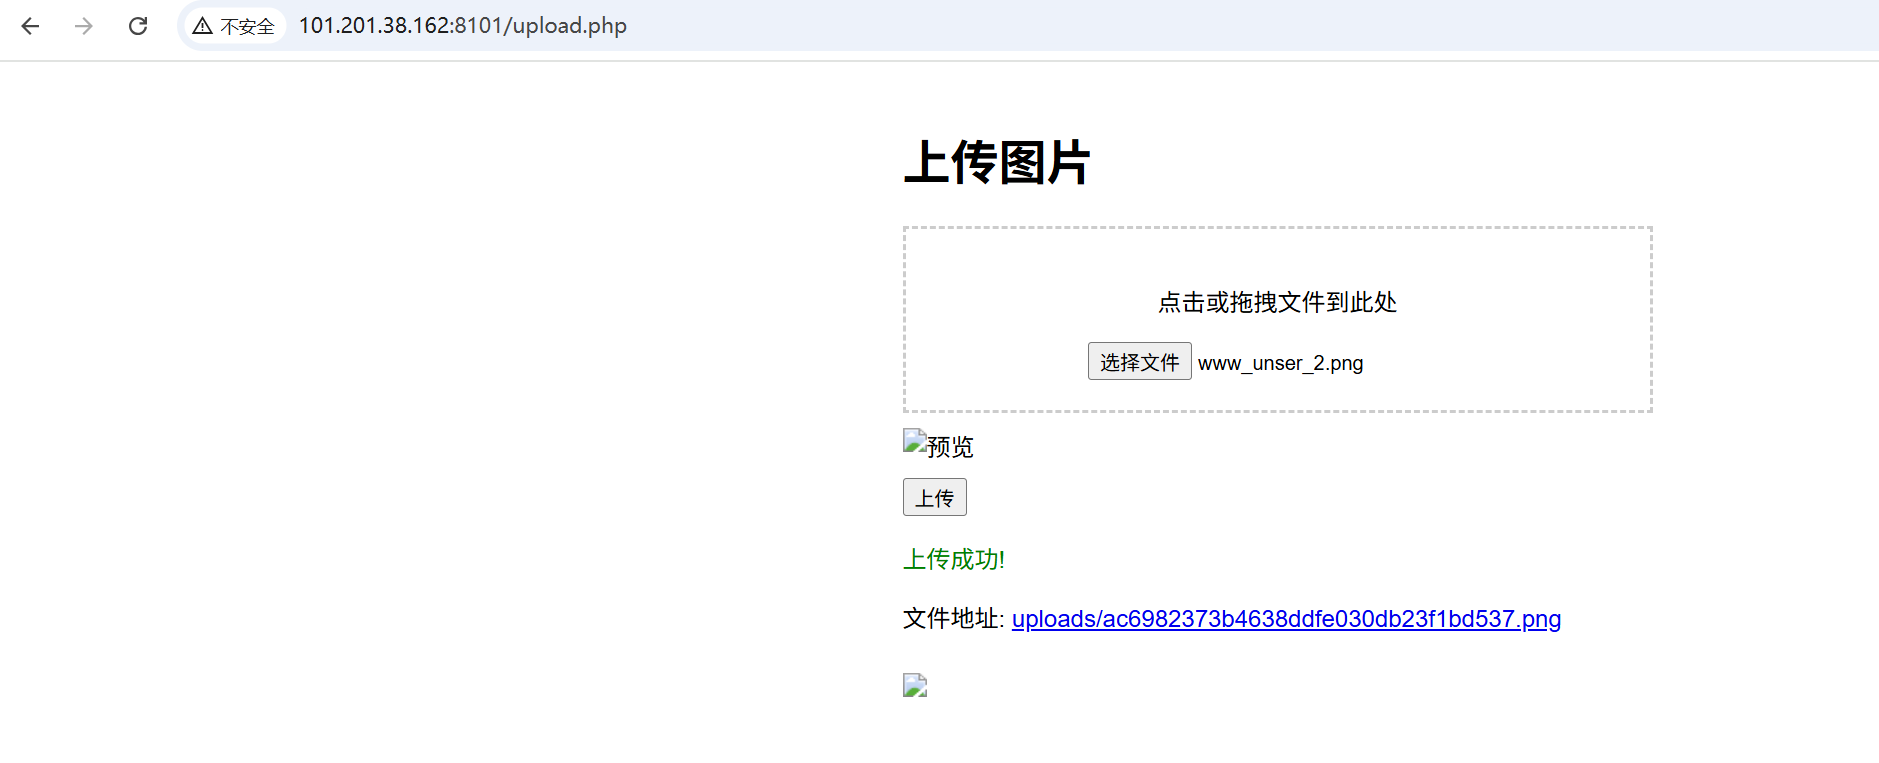 不安全 101.201.38.162:8101/upload.php
上传图片
点击或拖拽文件到此处
选择文件 www_unser_2.png
预览
上传
上传成功!
文件地址: uploads/ac6982373b4638ddfe030db23f1bd537.png